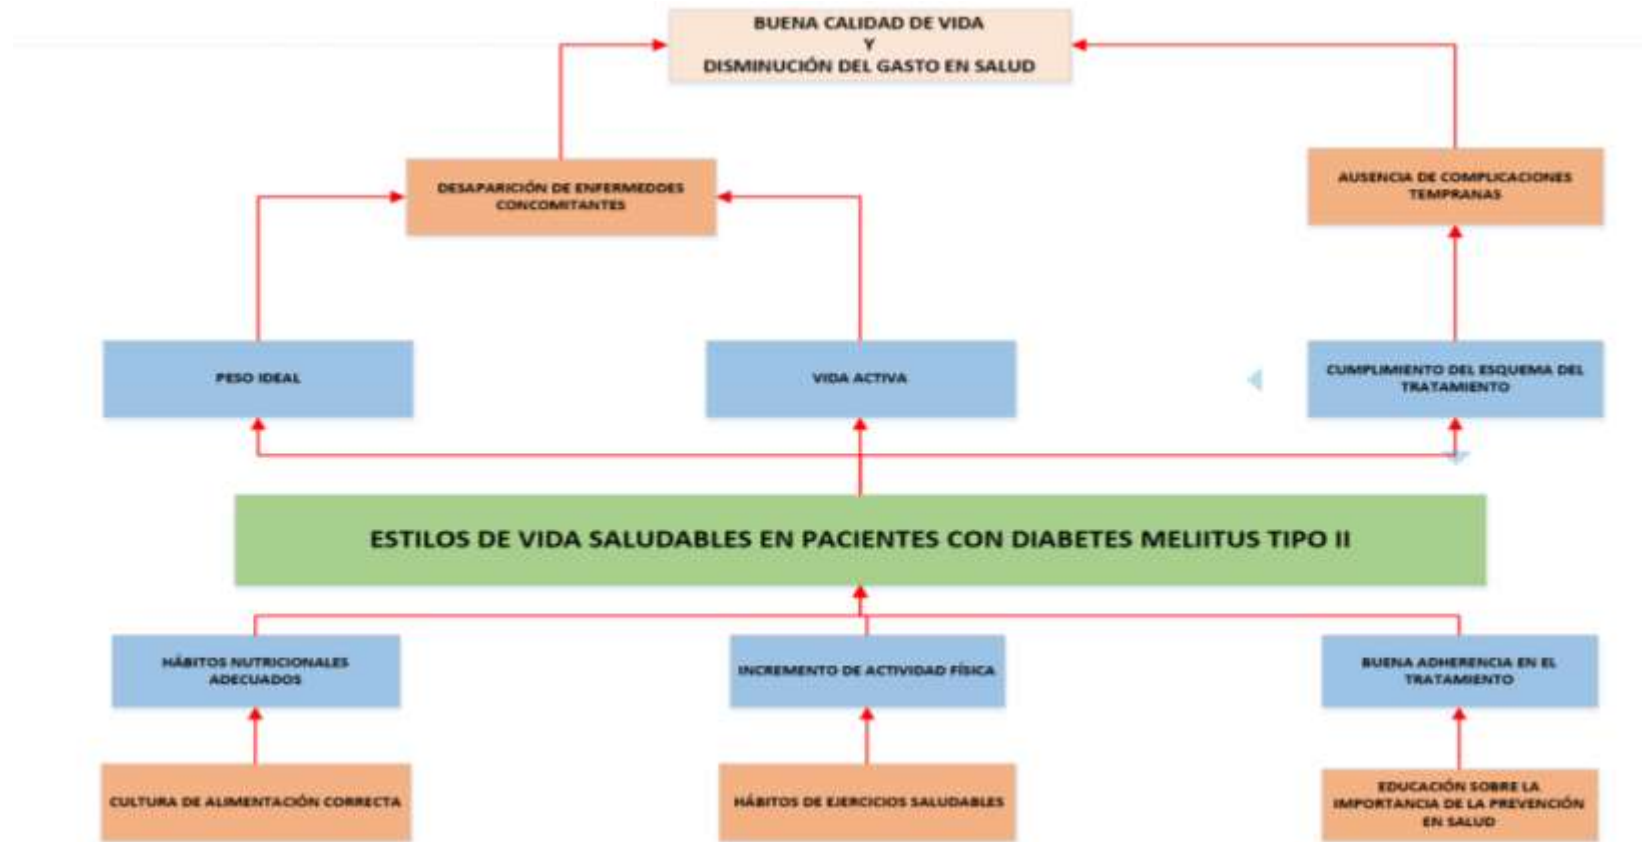 BUENA CALIDAD DE VIDA
Y
DISMINUCIÓN DEL GASTO EN SALUD
DESAPARICIÓN DE ENFERMEDDES
CONCOMITANTES
AUSENCIA DE COMPLICACIONES
TEMPRANAS
PESO IDEAL
VIDA ACTIVA
CUMPLIMIENTO DEL ESQUEMA DEL
TRATAMIENTO
ESTILOS DE VIDA SALUDABLES EN PACIENTES CON DIABETES MELIITUS TIPO II
HÁBITOS NUTRICIONALES
ADECUADOS
INCREMENTO DE ACTIVIDAD FÍSICA
BUENA ADHERENCIA EN EL
TRATAMIENTO
CULTURA DE ALIMENTACIÓN CORRECTA
HÁBITOS DE EJERCICIOS SALUDABLES
EDUCACIÓN SOBRE LA
IMPORTANCIA DE LA PREVENCIÓN
EN SALUD